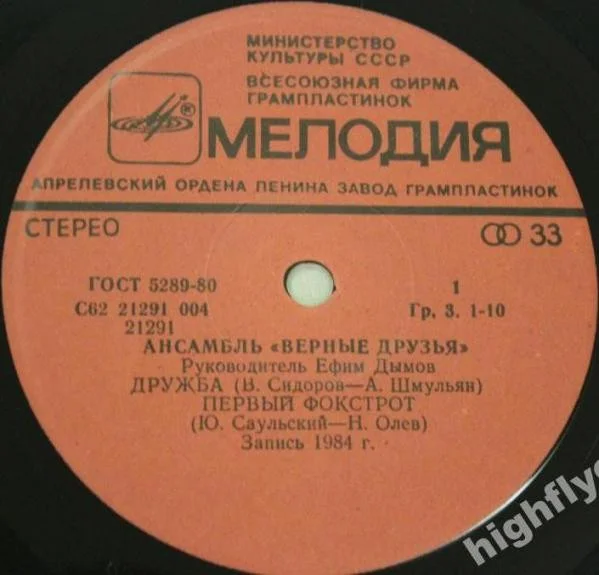 МИНИСТЕРСТВО
КУЛЬТУРЫ СССР
ВСЕСОЮЗНАЯ ФИРМА
ГРАМПЛАСТИНОК
®
МЕЛОДИЯ
АПРЕЛЕВСКИЙ ОРДЕНА ЛЕНИНА ЗАВОД ГРАМПЛАСТИНОК
СТЕРЕО 33
ГОСТ 5289-80 1
С62 21291 004 Гр. 3. 1-10
21291
АНСАМБЛЬ «ВЕРНЫЕ ДРУЗЬЯ»
Руководитель Ефим Дымов
ДРУЖБА (В. Сидоров—А. Шмульян)
ПЕРВЫЙ ФОКСТРОТ
(Ю. Саульский—Н. Олев)
Запись 1984 г.